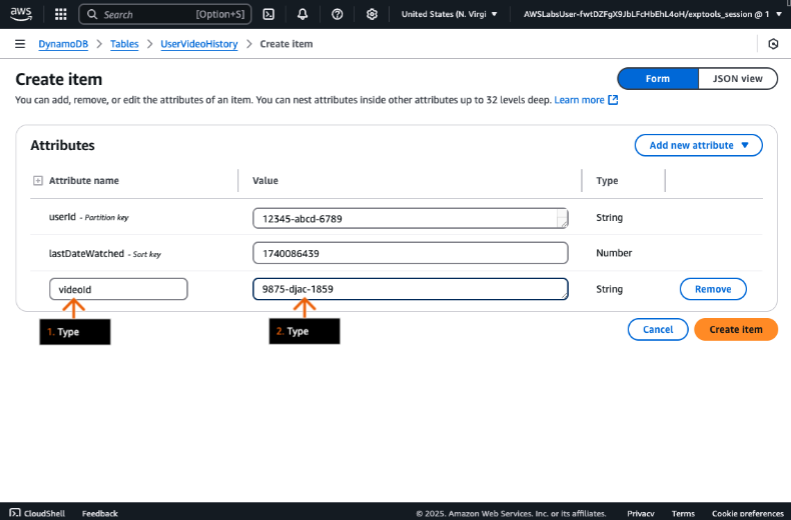 aws
Search [Option+S]
United States (N. Virgi
AWSLabsUser-fwtDZFgX9JbLFcHbEhL4oH/exptools_session @ 1
DynamoDB > Tables > UserVideoHistory > Create item
Create item
Form
JSON view
You can add, remove, or edit the attributes of an item. You can nest attributes inside other attributes up to 32 levels deep. Learn more
Attributes
Add new attribute
Attribute name Value Type
userId - Partition key 12345-abcd-6789 String
lastDateWatched - Sort key 1740086439 Number
videoId 9875-djac-1859 String Remove
1. Type 2. Type
Cancel Create item
CloudShell Feedback © 2025, Amazon Web Services, Inc. or its affiliates. Privacy Terms Cookie preferences